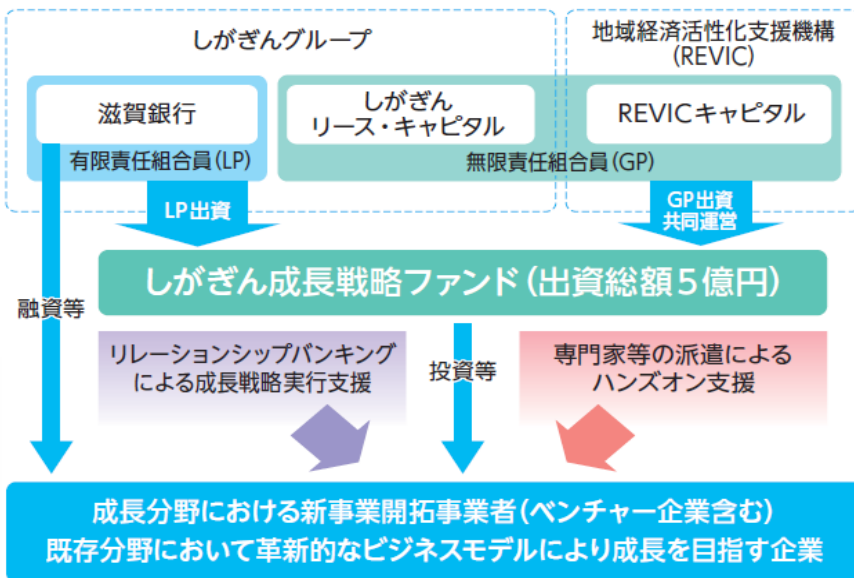 しがぎんグループ
地域経済活性化支援機構
(REVIC)
滋賀銀行
しがぎん
リース・キャピタル
REVICキャピタル
有限責任組合員(LP)
無限責任組合員(GP)
LP出資
GP出資
共同運営
しがぎん成長戦略ファンド(出資総額5億円)
融資等
リレーションシップバンキング
による成長戦略実行支援
投資等
専門家等の派遣による
ハンズオン支援
成長分野における新事業開拓事業者(ベンチャー企業含む)
既存分野において革新的なビジネスモデルにより成長を目指す企業